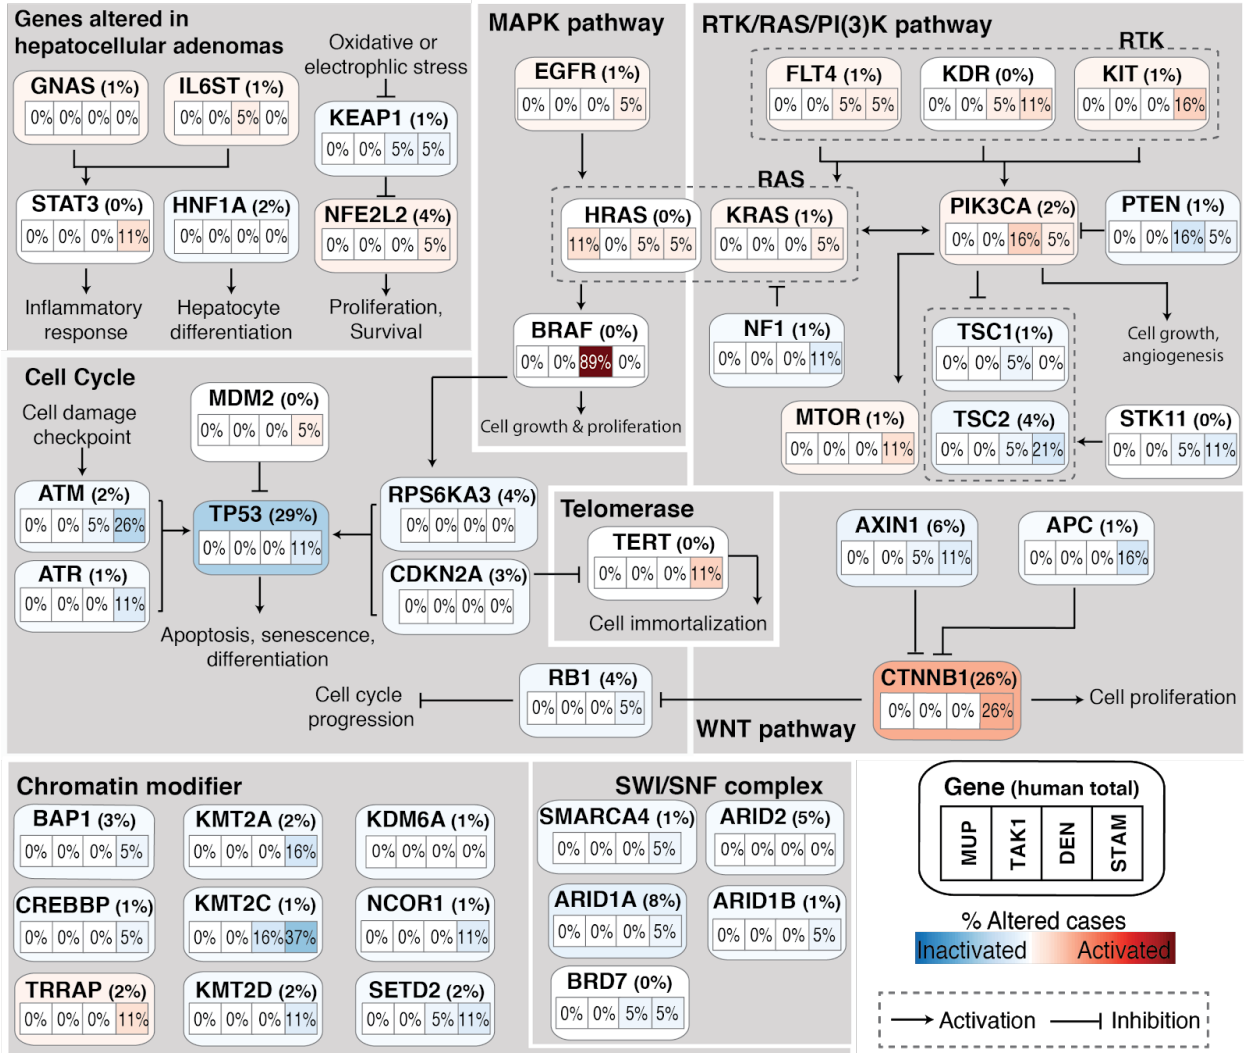 Genes altered in
hepatocellular adenomas
GNAS (1%)
0% 0% 0% 0%
IL6ST (1%)
0% 0% 5% 0%
Oxidative or
electrophlic stress
KEAP1 (1%)
0% 0% 5% 5%
STAT3 (0%)
0% 0% 0% 11%
HNF1A (2%)
0% 0% 0% 0%
NFE2L2 (4%)
0% 0% 0% 5%
Inflammatory
response
Hepatocyte
differentiation
Proliferation,
Survival
MAPK pathway
EGFR (1%)
0% 0% 0% 5%
RAS
HRAS (0%)
11% 0% 5% 5%
KRAS (1%)
0% 0% 0% 5%
BRAF (0%)
0% 0% 89% 0%
Cell growth & proliferation
RTK/RAS/PI(3)K pathway
RTK
FLT4 (1%)
0% 0% 5% 5%
KDR (0%)
0% 0% 5% 11%
KIT (1%)
0% 0% 0% 16%
PIK3CA (2%)
0% 0% 16% 5%
PTEN (1%)
0% 0% 16% 5%
NF1 (1%)
0% 0% 0% 11%
TSC1(1%)
0% 0% 5% 0%
Cell growth,
angiogenesis
MTOR (1%)
0% 0% 0% 11%
TSC2 (4%)
0% 0% 5% 21%
STK11 (0%)
0% 0% 5% 11%
Cell Cycle
Cell damage
checkpoint
MDM2 (0%)
0% 0% 0% 5%
ATM (2%)
0% 0% 5% 26%
TP53 (29%)
0% 0% 0% 11%
RPS6KA3 (4%)
0% 0% 0% 0%
ATR (1%)
0% 0% 0% 11%
CDKN2A (3%)
0% 0% 0% 0%
Apoptosis, senescence,
differentiation
Cell cycle
progression
RB1 (4%)
0% 0% 0% 5%
Telomerase
TERT (0%)
0% 0% 0% 11%
Cell immortalization
AXIN1 (6%)
0% 0% 5% 11%
APC (1%)
0% 0% 0% 16%
CTNNB1(26%)
0% 0% 0% 26%
Cell proliferation
WNT pathway
Chromatin modifier
BAP1 (3%)
0% 0% 0% 5%
KMT2A (2%)
0% 0% 0% 16%
KDM6A (1%)
0% 0% 0% 0%
CREBBP (1%)
0% 0% 0% 5%
KMT2C (1%)
0% 0% 16% 37%
NCOR1 (1%)
0% 0% 0% 11%
TRRAP (2%)
0% 0% 0% 11%
KMT2D (2%)
0% 0% 0% 11%
SETD2 (2%)
0% 0% 5% 11%
SWI/SNF complex
SMARCA4 (1%)
0% 0% 0% 5%
ARID2 (5%)
0% 0% 0% 0%
ARID1A (8%)
0% 0% 0% 5%
ARID1B (1%)
0% 0% 0% 5%
BRD7 (0%)
0% 0% 5% 5%
Gene (human total)
MUP
TAK1
DEN
STAM
% Altered cases
Inactivated Activated
Activation Inhibition